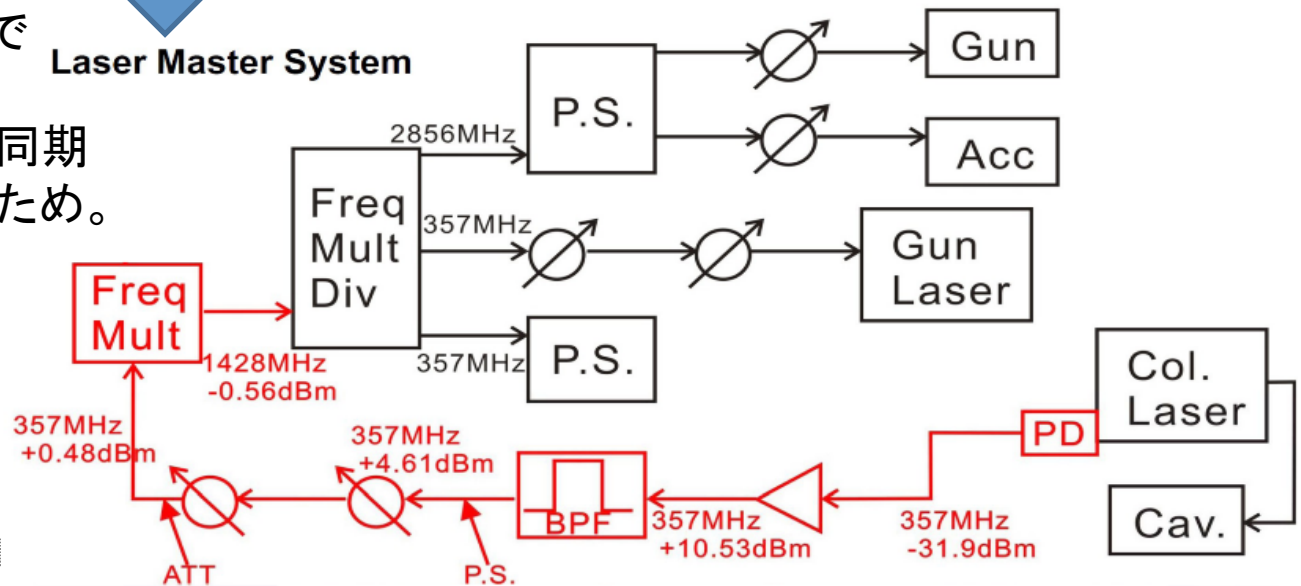 で
Laser Master System
同期
ため。
P.S.
Gun
Acc
2856MHz
Freq
Mult
Div
357MHz
Gun
Laser
357MHz
P.S.
Freq
Mult
1428MHz
-0.56dBm
357MHz
+0.48dBm
357MHz
+4.61dBm
BPF
357MHz
+10.53dBm
357MHz
-31.9dBm
PD
Col.
Laser
Cav.
ATT
P.S.